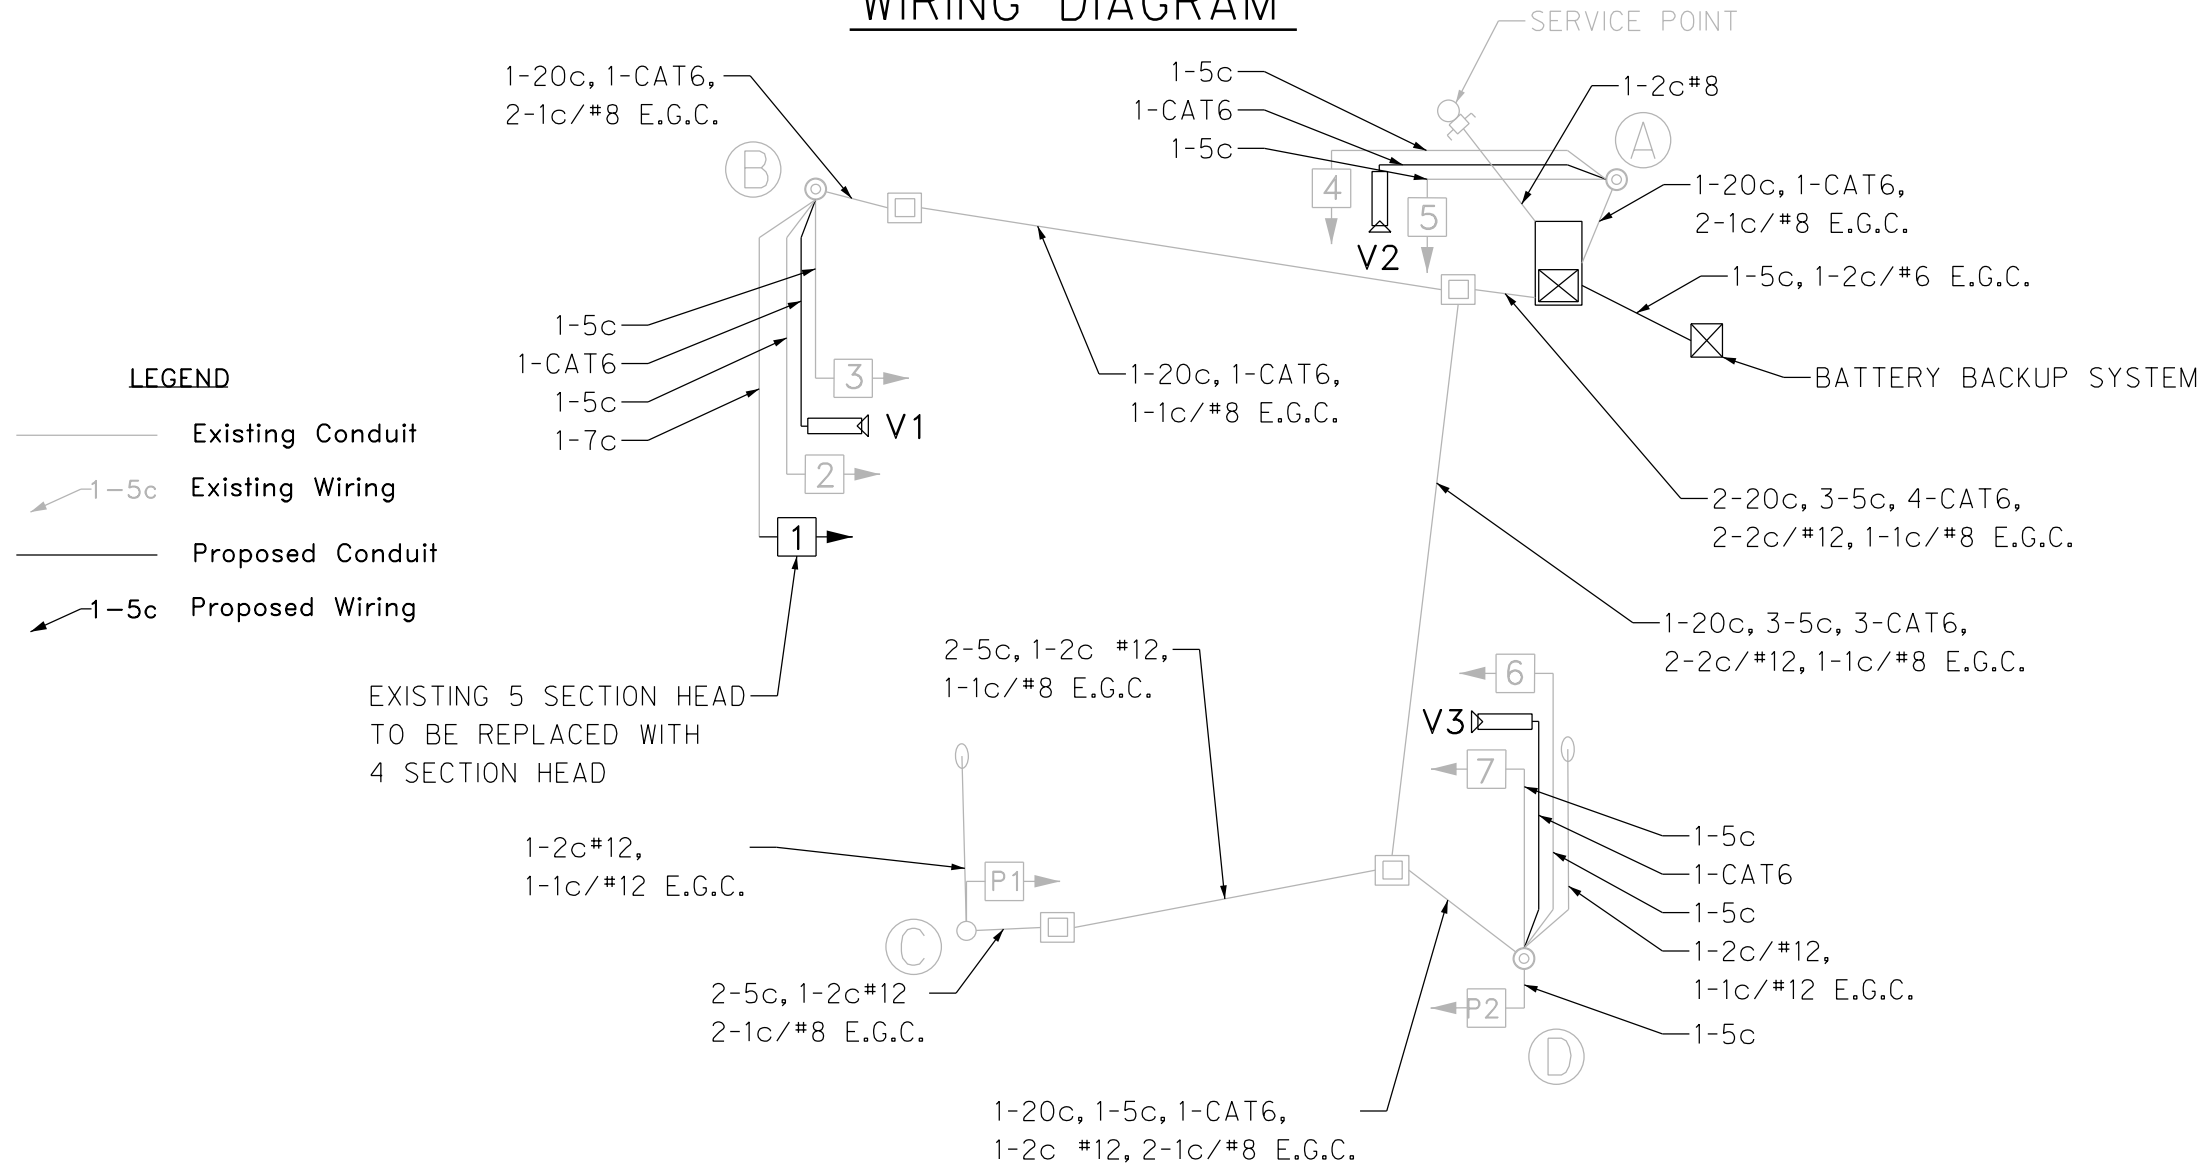 WIRING DIAGRAM
SERVICE POINT
1-20c, 1-CAT6,
2-1c/#8 E.G.C.
1-5c
1-CAT6
1-5c
1-2c#8
A
B
4
5
V2
1-20c, 1-CAT6,
2-1c/#8 E.G.C.
1-5c, 1-2c/#6 E.G.C.
BATTERY BACKUP SYSTEM
1-5c
1-CAT6
1-5c
1-7c
3
V1
2
1
1-20c, 1-CAT6,
1-1c/#8 E.G.C.
LEGEND
Existing Conduit
1-5c Existing Wiring
Proposed Conduit
1-5c Proposed Wiring
2-20c, 3-5c, 4-CAT6,
2-2c/#12, 1-1c/#8 E.G.C.
1-20c, 3-5c, 3-CAT6,
2-2c/#12, 1-1c/#8 E.G.C.
EXISTING 5 SECTION HEAD
TO BE REPLACED WITH
4 SECTION HEAD
2-5c, 1-2c #12,
1-1c/#8 E.G.C.
6
V3
7
1-2c#12,
1-1c/#12 E.G.C.
P1
C
1-5c
1-CAT6
1-5c
1-2c/#12,
1-1c/#12 E.G.C.
1-5c
P2
D
2-5c, 1-2c#12
2-1c/#8 E.G.C.
1-20c, 1-5c, 1-CAT6,
1-2c #12, 2-1c/#8 E.G.C.